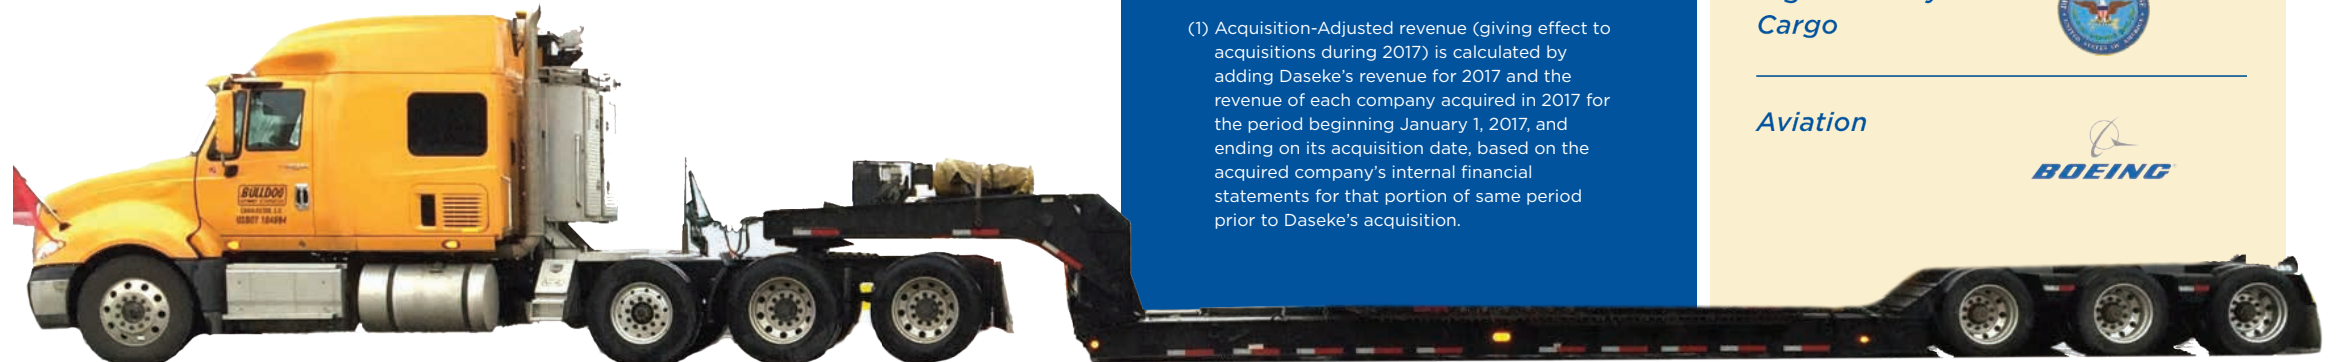 (1) Acquisition-Adjusted revenue (giving effect to
acquisitions during 2017) is calculated by
adding Daseke’s revenue for 2017 and the
revenue of each company acquired in 2017 for
the period beginning January 1, 2017, and
ending on its acquisition date, based on the
acquired company’s internal financial
statements for that portion of same period
prior to Daseke’s acquisition.
Cargo
Aviation
BOEING
BULLDOG